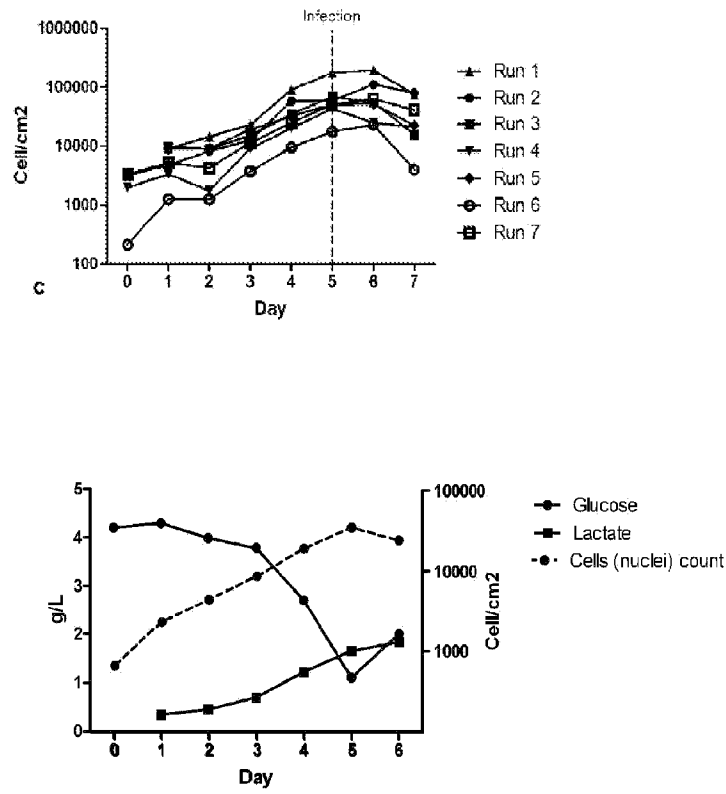 Infection
1000000
100000
10000
1000
100
Cell/cm2
0 1 2 3 4 5 6 7
Day
Run 1
Run 2
Run 3
Run 4
Run 5
Run 6
Run 7
C
5
4
3
2
1
0
g/L
100000
10000
1000
Cell/cm2
0 1 2 3 4 5 6
Day
Glucose
Lactate
Cells (nuclei) count